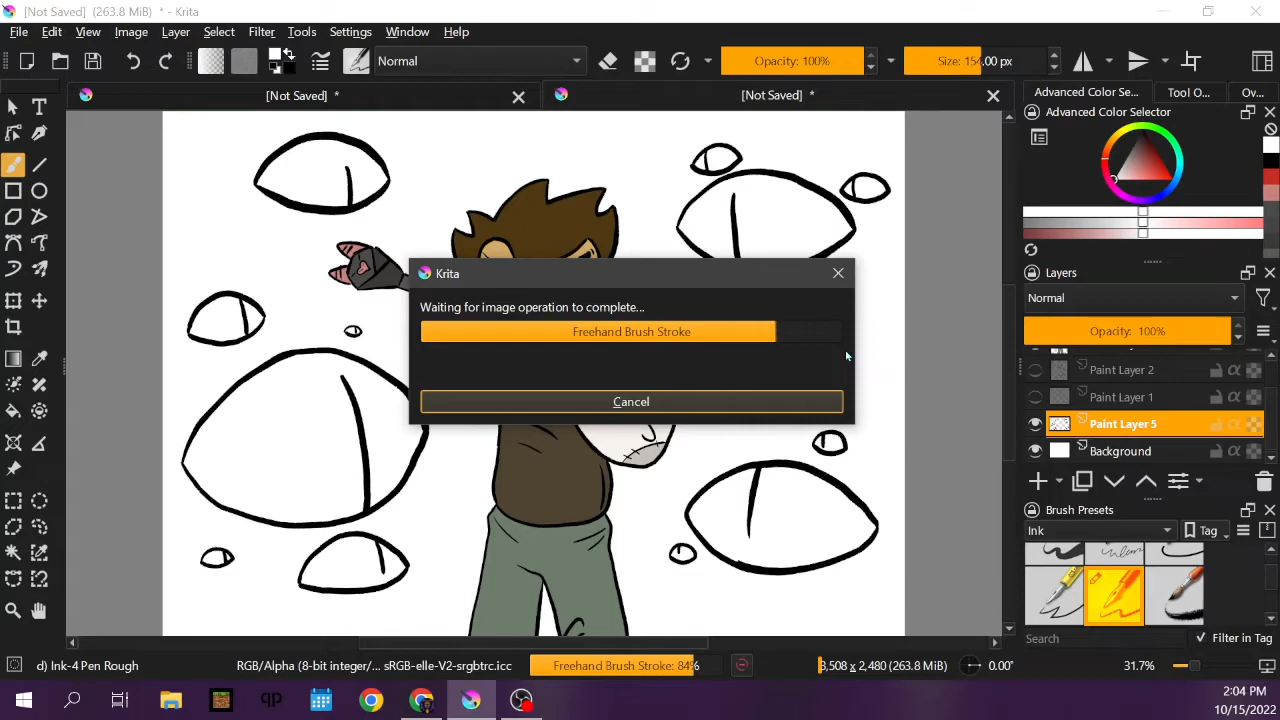 [Not Saved] (263.8 MiB) * - Krita
File Edit View Image Layer Select Filter Tools Settings Window Help
Normal
Opacity: 100%
Size: 154.00 px
[Not Saved] *
[Not Saved] *
Advanced Color Se...
Tool O...
Ov...
Advanced Color Selector
Krita
Waiting for image operation to complete...
Freehand Brush Stroke
Cancel
Layers
Normal
Opacity: 100%
Paint Layer 2
Paint Layer 1
Paint Layer 5
Background
Brush Presets
Ink
Tag
Search
Filter in Tag
Ink-4 Pen Rough
RGB/Alpha (8-bit integer/... sRGB-elle-V2-srgbtrc.icc
Freehand Brush Stroke: 84%
3,508 x 2,480 (263.8 MiB)
0.00°
31.7%
2:04 PM
10/15/2022